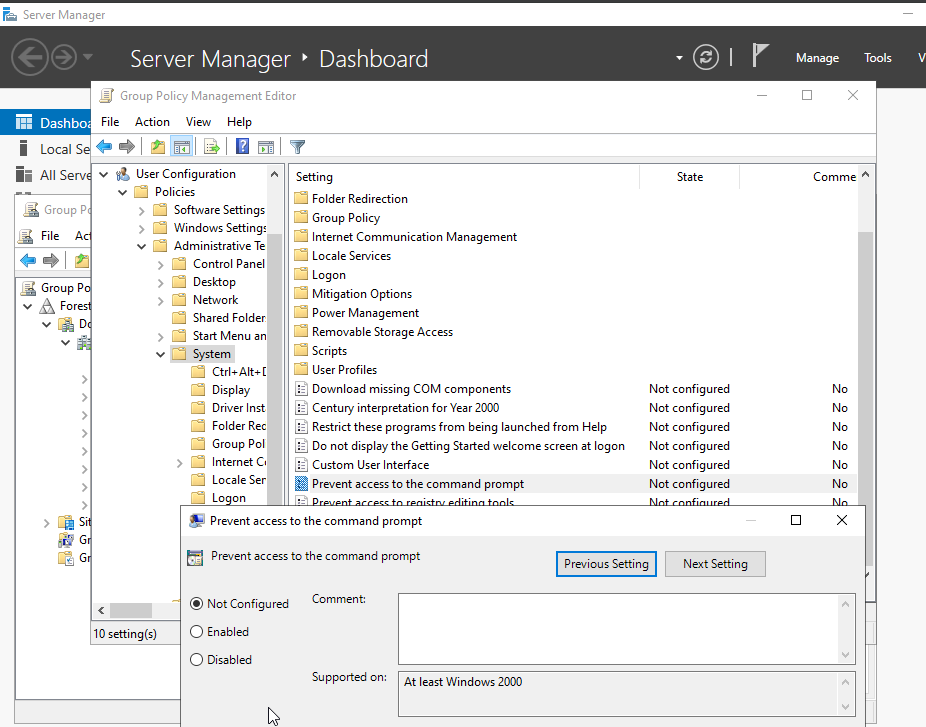 Server Manager
Server Manager ‣ Dashboard
Manage
Tools
V
Dashboa
Local Se
All Serve
Group Policy Management Editor
File Action View Help
Group Po
File Act
Group Po
Forest
Do
Sit
Gr
Gr
User Configuration
Policies
Software Settings
Windows Settings
Administrative Te
Control Panel
Desktop
Network
Shared Folder
Start Menu an
System
Ctrl+Alt+D
Display
Driver Inst
Folder Red
Group Pol
Internet Co
Locale Ser
Logon
10 setting(s)
Setting State Comme
Folder Redirection
Group Policy
Internet Communication Management
Locale Services
Logon
Mitigation Options
Power Management
Removable Storage Access
Scripts
User Profiles
Download missing COM components Not configured No
Century interpretation for Year 2000 Not configured No
Restrict these programs from being launched from Help Not configured No
Do not display the Getting Started welcome screen at logon Not configured No
Custom User Interface Not configured No
Prevent access to the command prompt Not configured No
Prevent access to registry editing tools Not configured No
Prevent access to the command prompt
Prevent access to the command prompt
Previous Setting
Next Setting
Not Configured
Enabled
Disabled
Comment:
Supported on:
At least Windows 2000